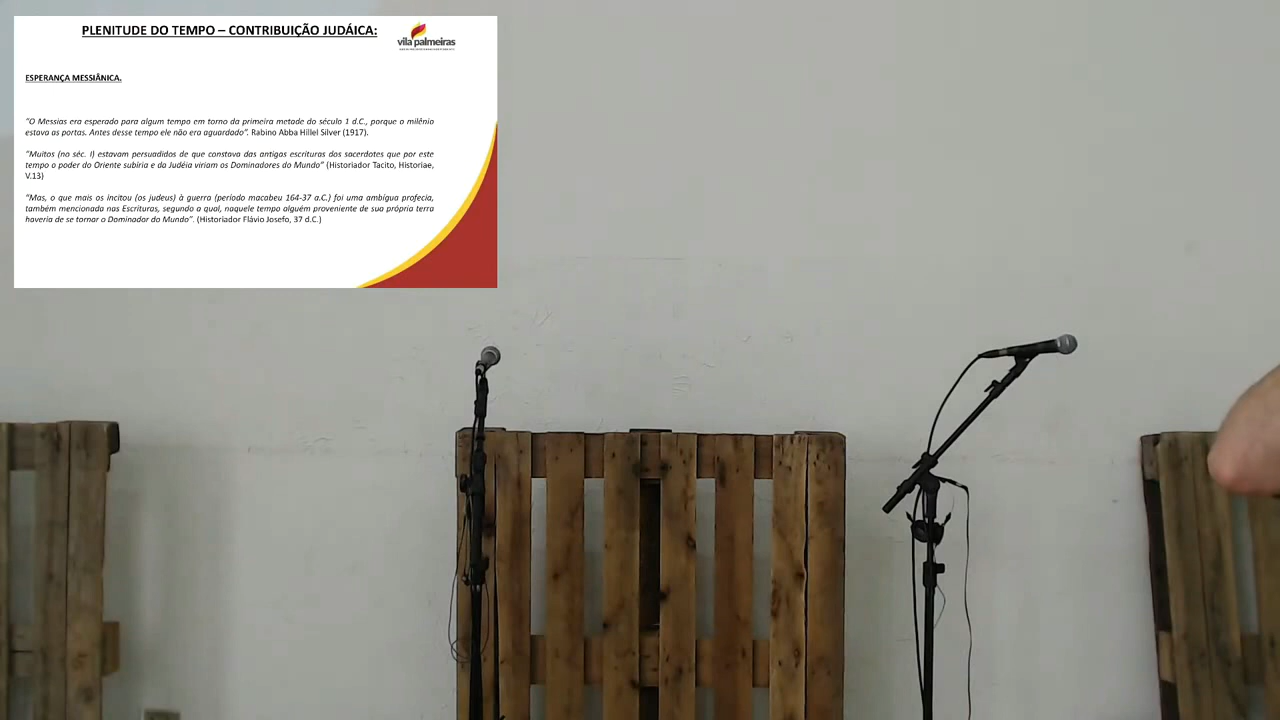 PLENITUDE DO TEMPO – CONTRIBUIÇÃO JUDÁICA:
vila palmeiras
ESPERANÇA MESSIÂNICA.
“O Messias era esperado para algum tempo em torno da primeira metade do século 1 d.C., porque o milênio
estava as portas. Antes desse tempo ele não era aguardado”. Rabino Abba Hillel Silver (1917).
“Muitos (no séc. I) estavam persuadidos de que constava das antigas escrituras dos sacerdotes que por este
tempo o poder do Oriente subiria e da Judéia viriam os Dominadores do Mundo” (Historiador Tacito, Historiae,
V.13)
“Mas, o que mais os incitou (os judeus) à guerra (período macabeu 164-37 a.C.) foi uma ambígua profecia,
também mencionada nas Escrituras, segundo a qual, naquele tempo alguém proveniente de sua própria terra
haveria de se tornar o Dominador do Mundo”. (Historiador Flávio Josefo, 37 d.C.)